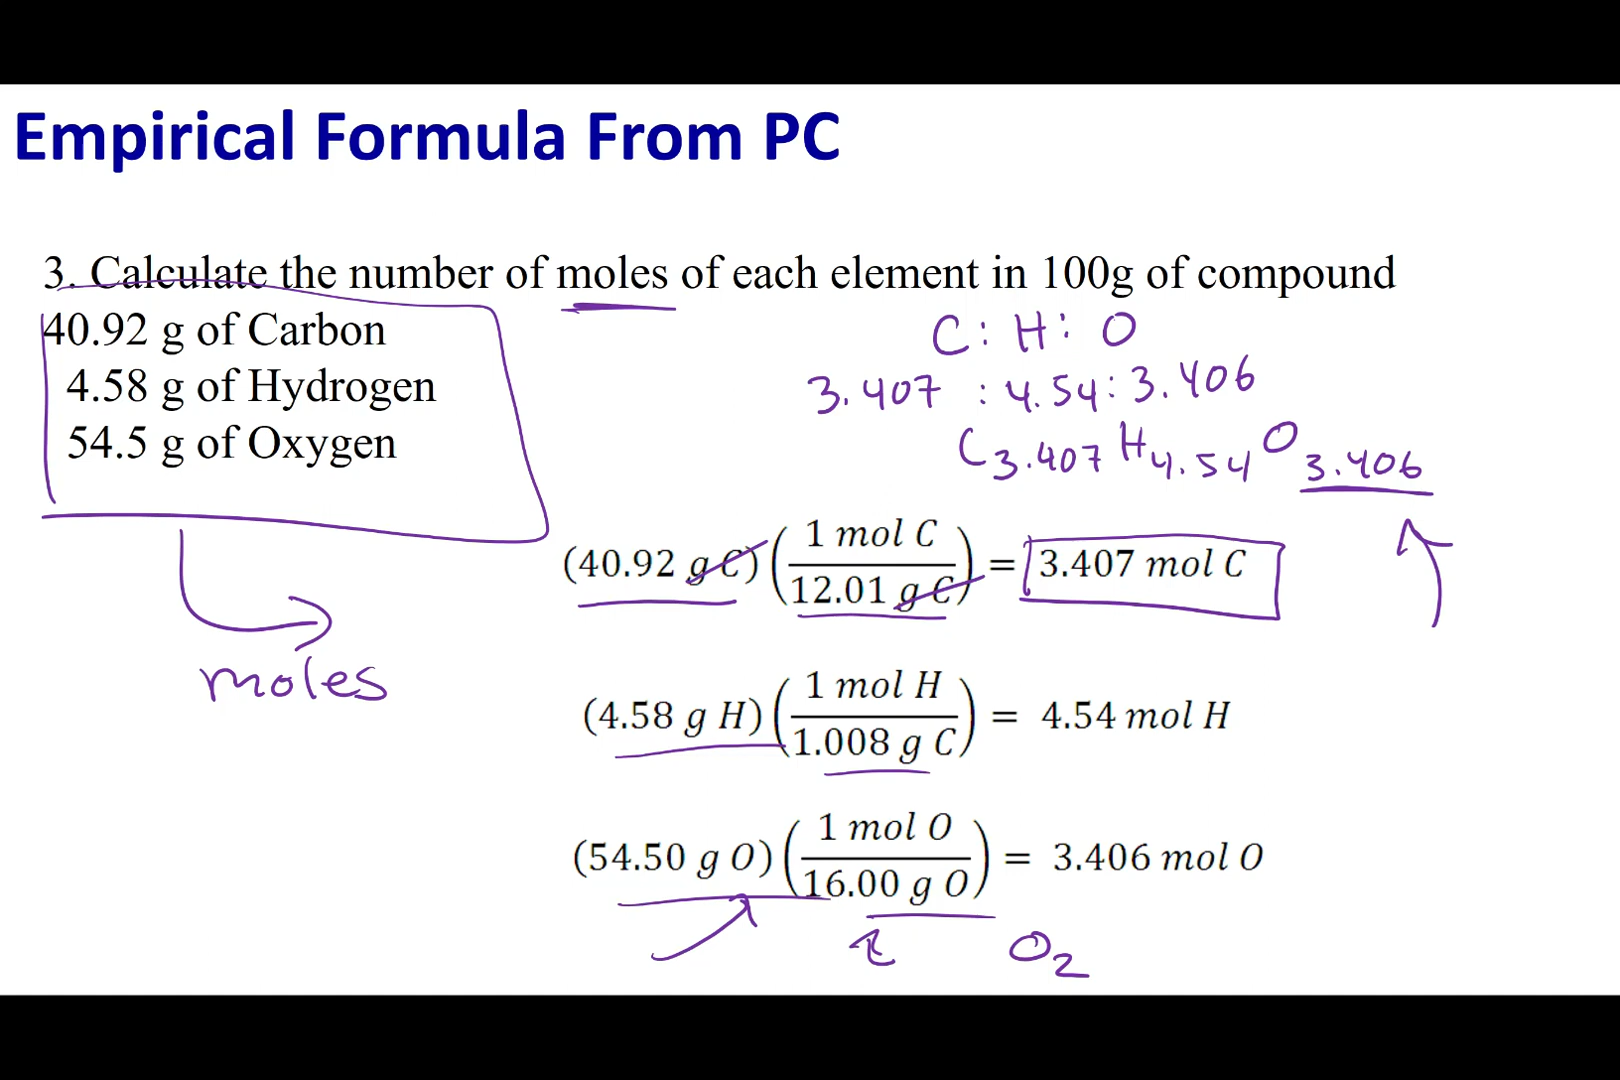 Empirical Formula From PC
3. Calculate the number of moles of each element in 100g of compound
40.92 g of Carbon
4.58 g of Hydrogen
54.5 g of Oxygen
C : H : O
3.407 : 4.54 : 3.406
C3.407 H4.54 O3.406
(40.92 g C) (1 mol C / 12.01 g C) = 3.407 mol C
moles
(4.58 g H) (1 mol H / 1.008 g C) = 4.54 mol H
(54.50 g O) (1 mol O / 16.00 g O) = 3.406 mol O
O2